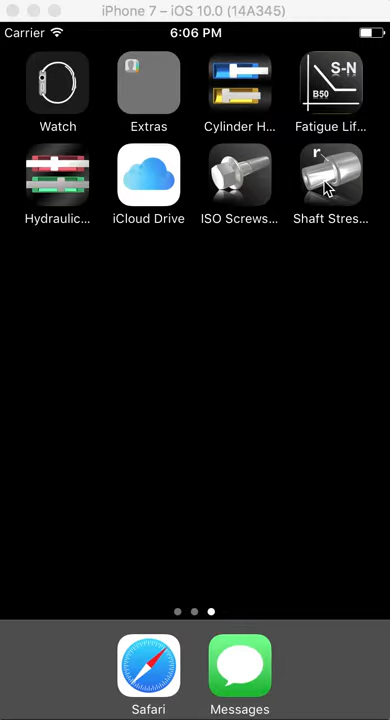 iPhone 7 – iOS 10.0 (14A345)
Carrier 6:06 PM
Watch Extras Cylinder H... Fatigue Lif...
S-N
B50
Hydraulic... iCloud Drive ISO Screws... Shaft Stres...
r
Safari Messages